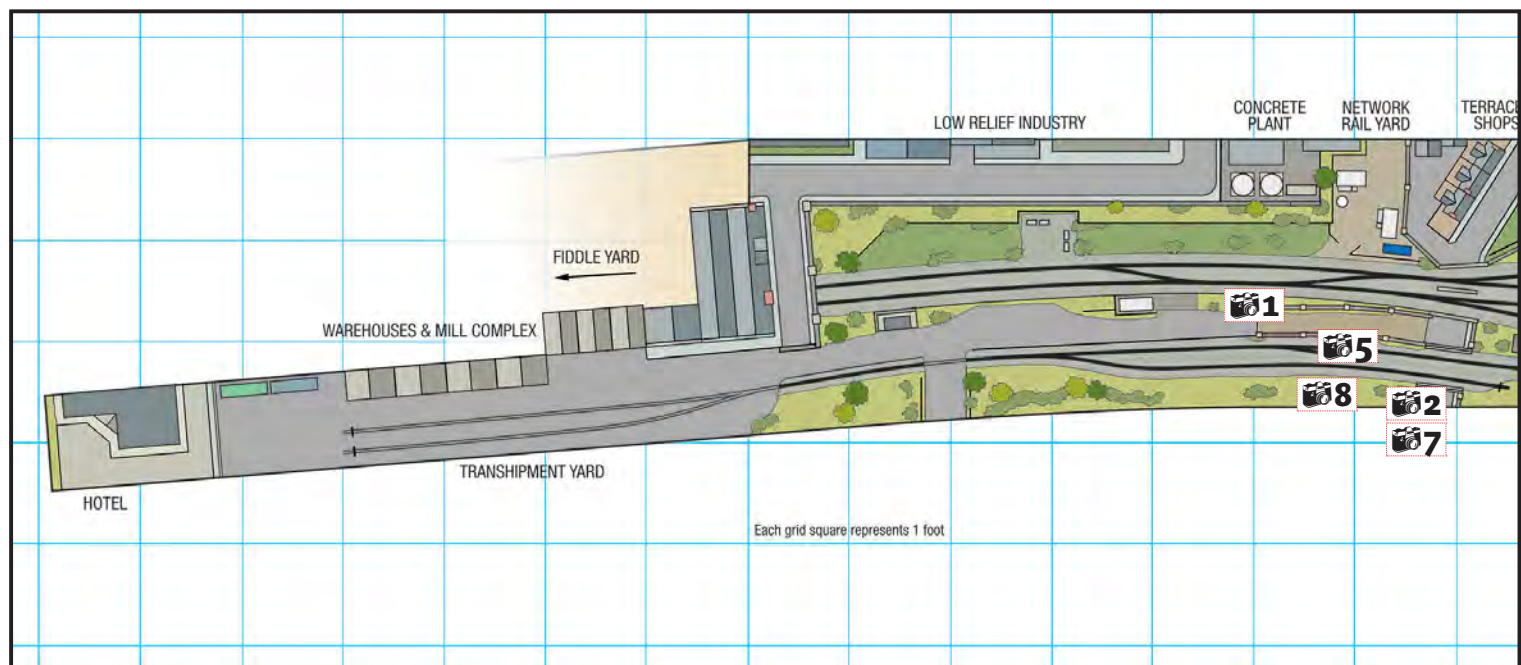 LOW RELIEF INDUSTRY
CONCRETE
PLANT
NETWORK
RAIL YARD
TERRACE
SHOPS
FIDDLE YARD
1
WAREHOUSES & MILL COMPLEX
5
8
2
7
TRANSHIPMENT YARD
HOTEL
Each grid square represents 1 foot